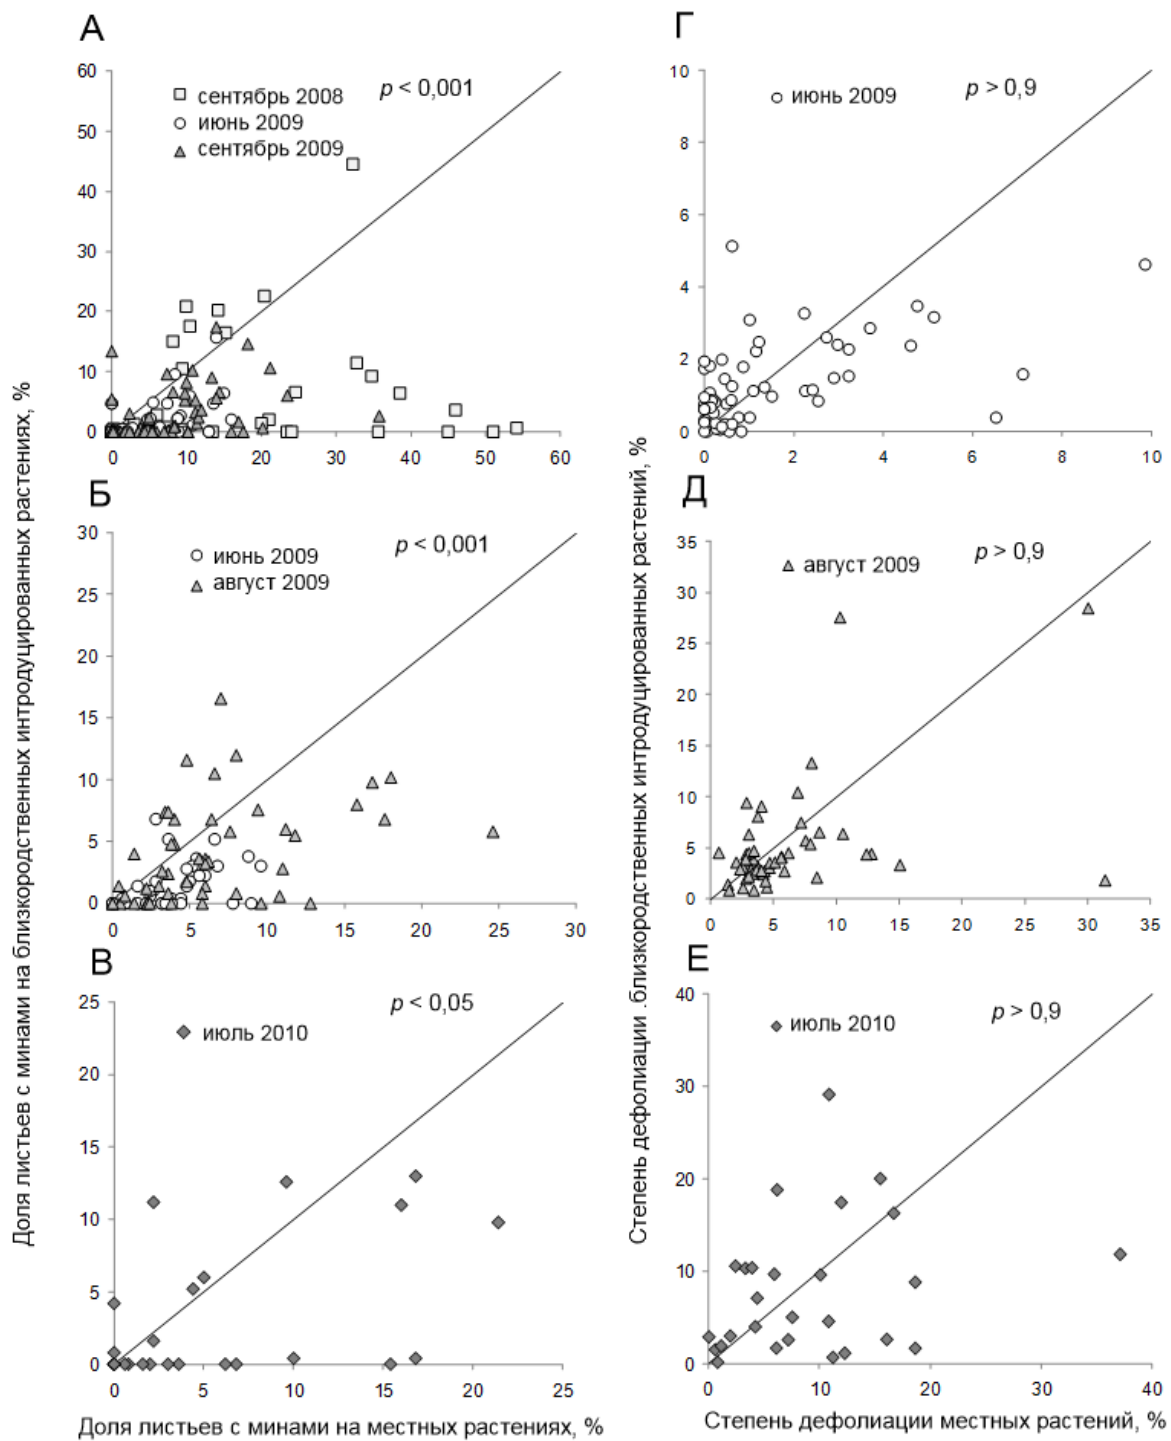 А
60
50
40
30
20
10
0
сентябрь 2008
июнь 2009
сентябрь 2009
p < 0,001
0 10 20 30 40 50 60
Б
30
25
20
15
10
5
0
июнь 2009
август 2009
p < 0,001
0 5 10 15 20 25 30
В
25
20
15
10
5
0
июль 2010
p < 0,05
0 5 10 15 20 25
Доля листьев с минами на близкородственных интродуцированных растениях, %
Доля листьев с минами на местных растениях, %
Г
10
8
6
4
2
0
июнь 2009
p > 0,9
0 2 4 6 8 10
Д
35
30
25
20
15
10
5
0
август 2009
p > 0,9
0 5 10 15 20 25 30 35
Е
40
30
20
10
0
июль 2010
p > 0,9
0 10 20 30 40
Степень дефолиации .близкородственных интродуцированных растений, %
Степень дефолиации местных растений, %